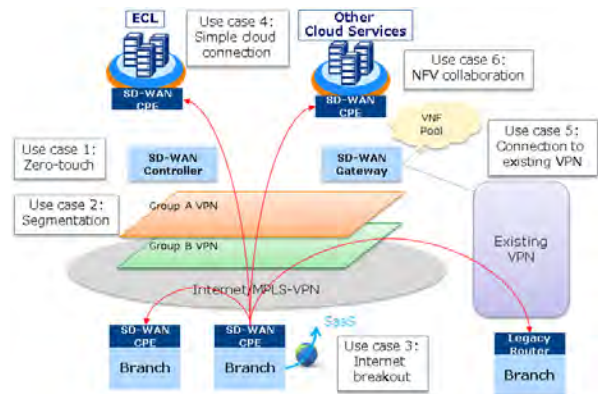 ECL
Use case 4:
Simple cloud
connection
Other
Cloud Services
Use case 6:
NFV collaboration
SD-WAN
CPE
SD-WAN
CPE
VNF
Pool
Use case 1:
Zero-touch
SD-WAN
Controller
SD-WAN
Gateway
Use case 5:
Connection to
existing VPN
Use case 2:
Segmentation
Group A VPN
Group B VPN
Existing
VPN
Internet/MPLS-VPN
SD-WAN
CPE
Branch
SD-WAN
CPE
Branch
SaaS
Use case 3:
Internet
breakout
Legacy
Router
Branch